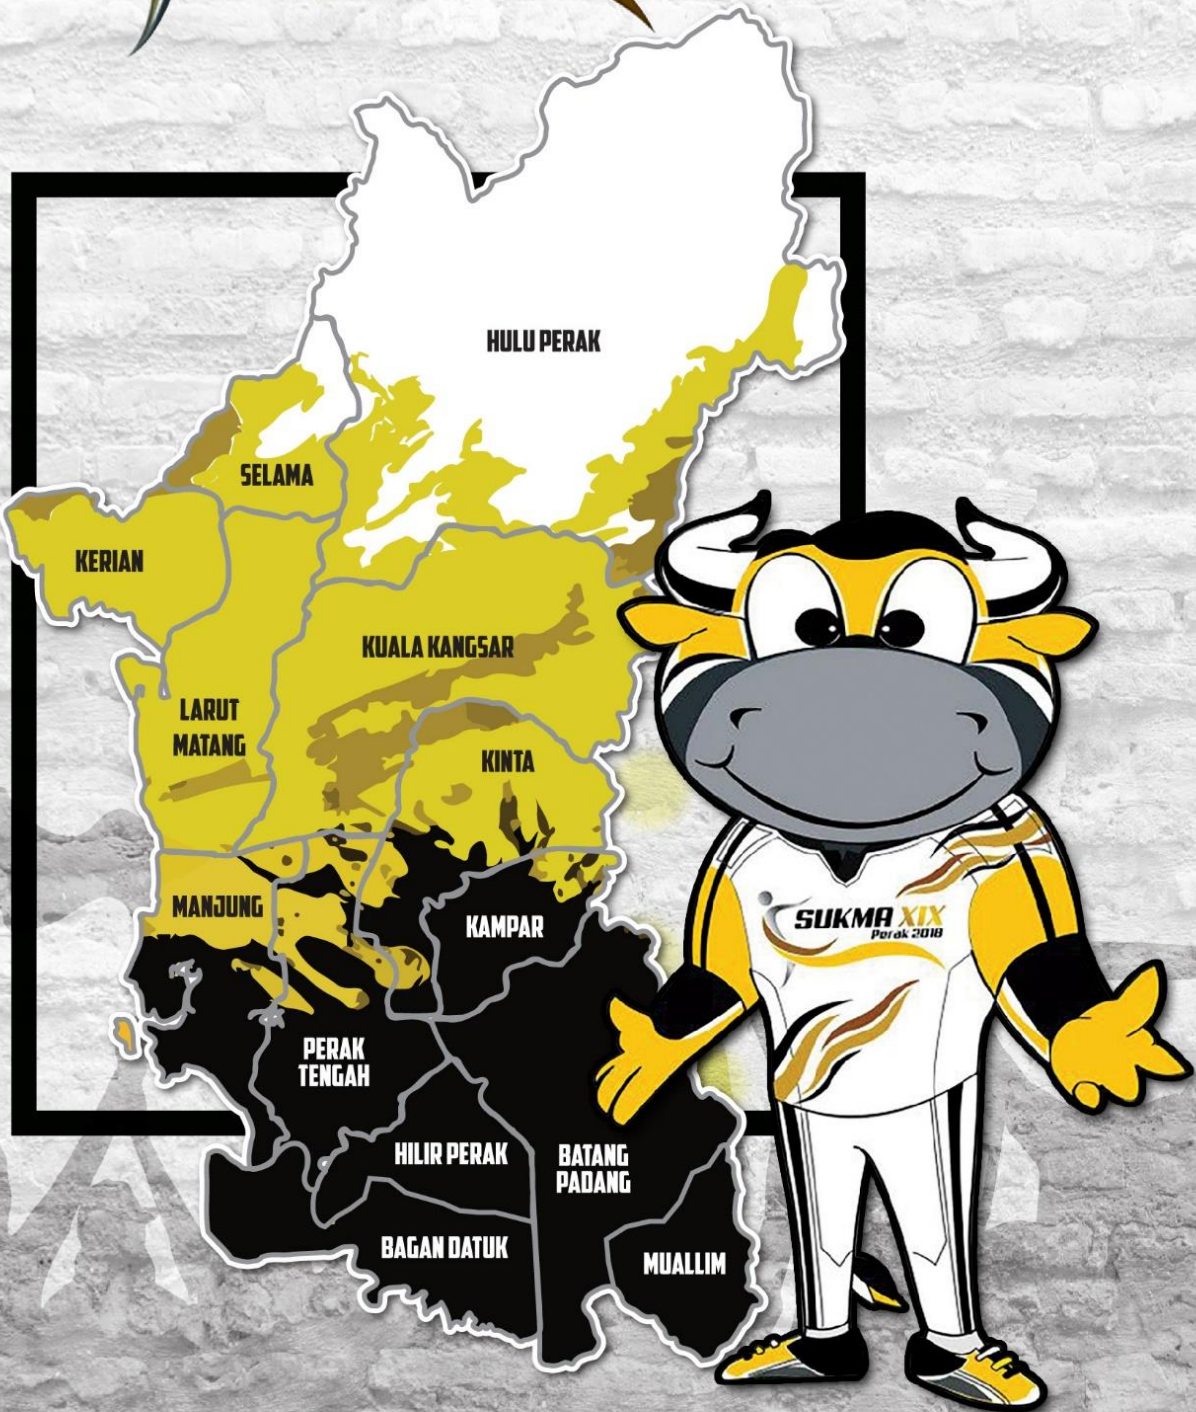 HULU PERAK
SELAMA
KERIAN
KUALA KANGSAR
LARUT
MATANG
KINTA
MANJUNG
KAMPAR
SUKMA XIX
Perak 2018
PERAK
TENGAH
HILIR PERAK
BATANG
PADANG
BAGAN DATUK
MUALLIM